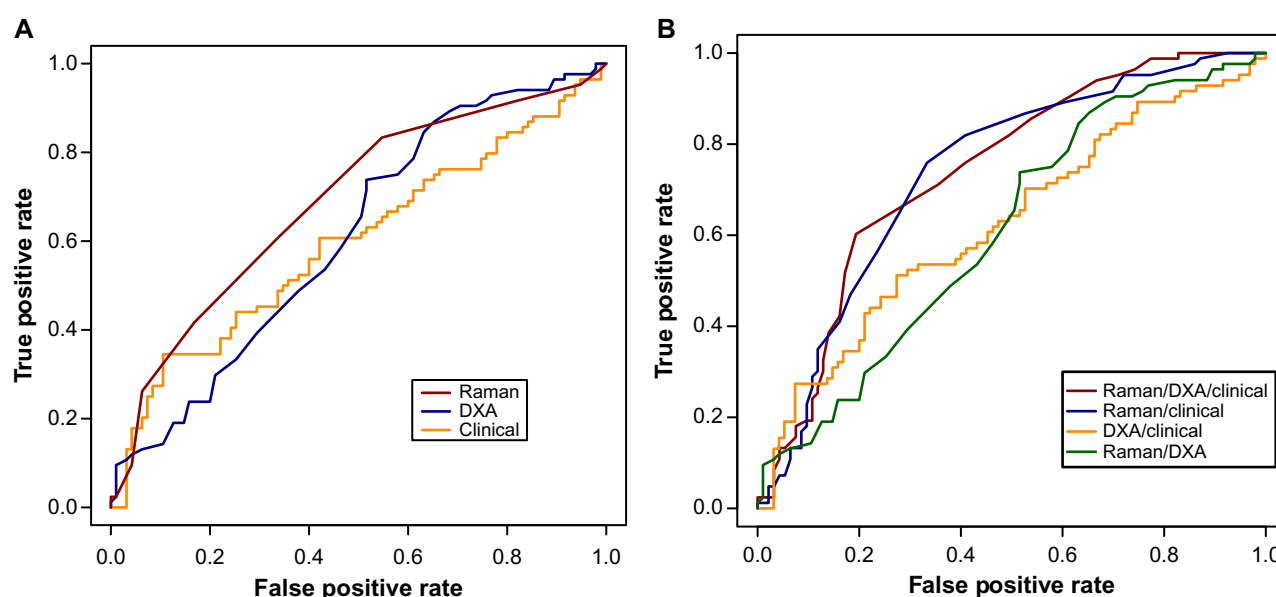 A
True positive rate
1.0
0.8
0.6
0.4
0.2
0.0
Raman
DXA
Clinical
0.0 0.2 0.4 0.6 0.8 1.0
False positive rate
B
True positive rate
1.0
0.8
0.6
0.4
0.2
0.0
Raman/DXA/clinical
Raman/clinical
DXA/clinical
Raman/DXA
0.0 0.2 0.4 0.6 0.8 1.0
False positive rate